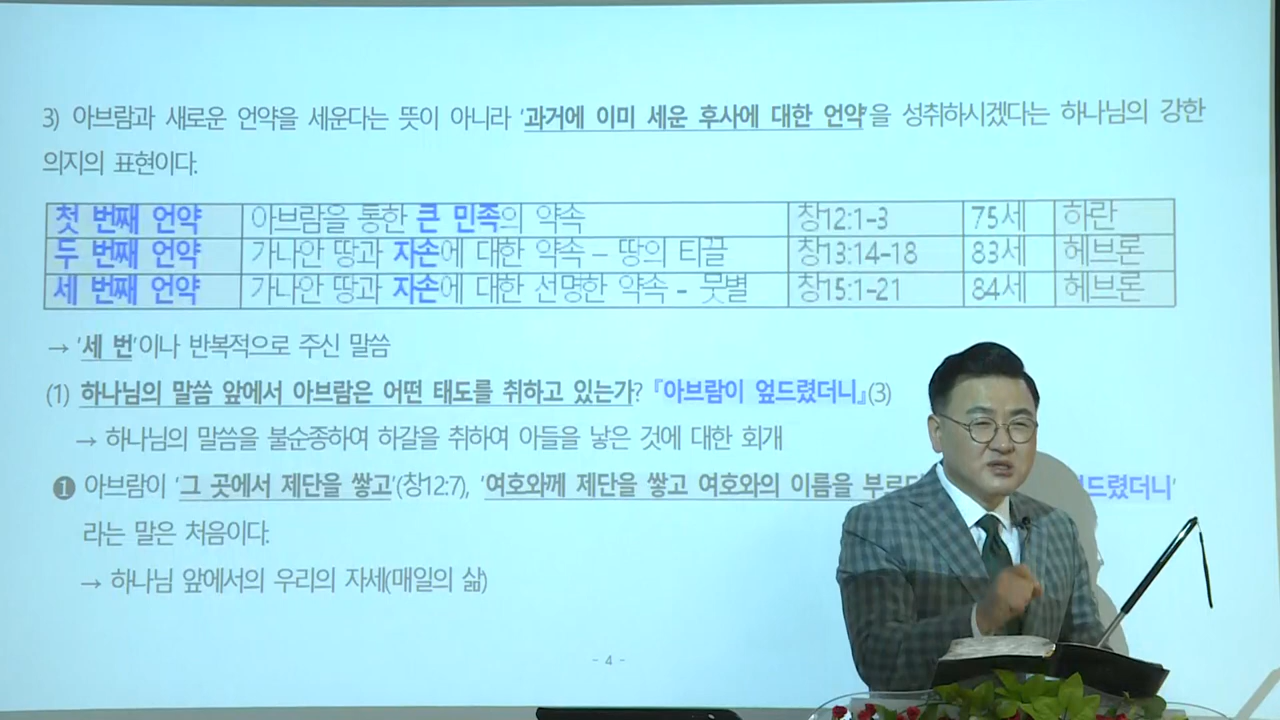 3) 아브람과 새로운 언약을 세운다는 뜻이 아니라 '과거에 이미 세운 후사에 대한 언약'을 성취하시겠다는 하나님의 강한
의지의 표현이다.
첫 번째 언약 아브람을 통한 큰 민족의 약속 창12:1-3 75세 하란
두 번째 언약 가나안 땅과 자손에 대한 약속 – 땅의 티끌 창13:14-18 83세 헤브론
세 번째 언약 가나안 땅과 자손에 대한 선명한 약속 - 뭇별 창15:1-21 84세 헤브론
→ '세 번'이나 반복적으로 주신 말씀
(1) 하나님의 말씀 앞에서 아브람은 어떤 태도를 취하고 있는가? 『아브람이 엎드렸더니』(3)
→ 하나님의 말씀을 불순종하여 하갈을 취하여 아들을 낳은 것에 대한 회개
❶ 아브람이 '그 곳에서 제단을 쌓고'(창12:7), '여호와께 제단을 쌓고 여호와의 이름을 드렸더니'
라는 말은 처음이다.
→ 하나님 앞에서의 우리의 자세(매일의 삶)
- 4 -